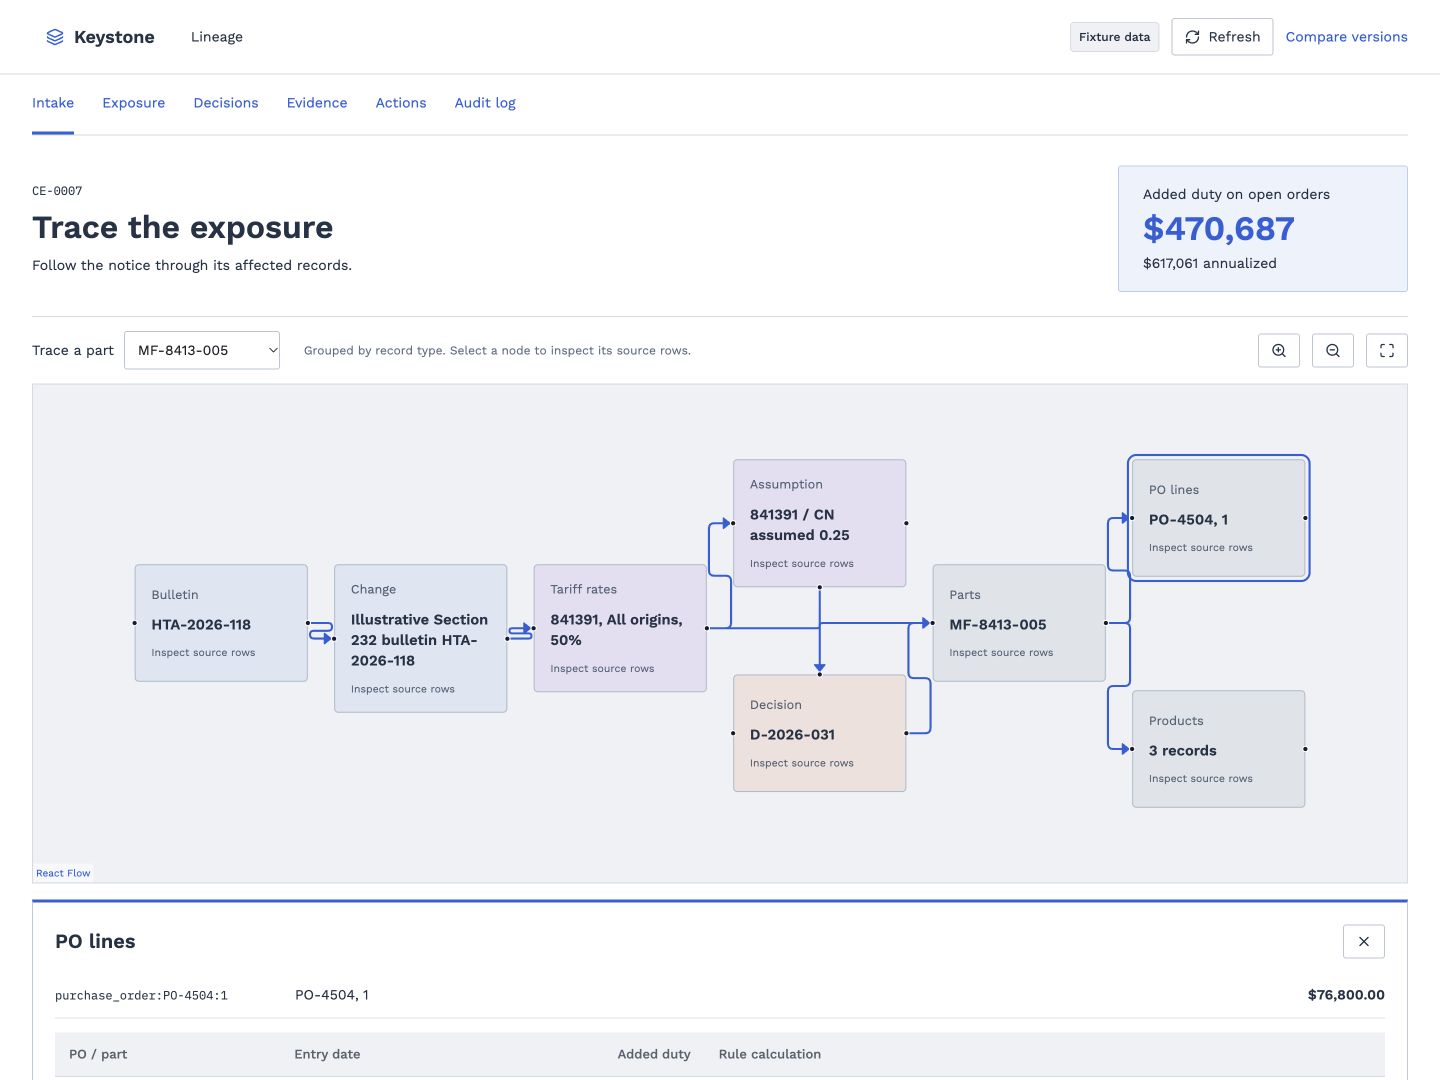 Keystone
Lineage
Fixture data
Refresh
Compare versions
Intake
Exposure
Decisions
Evidence
Actions
Audit log
CE-0007
Trace the exposure
Follow the notice through its affected records.
Added duty on open orders
$470,687
$617,061 annualized
Trace a part
MF-8413-005
Grouped by record type. Select a node to inspect its source rows.
Bulletin
HTA-2026-118
Inspect source rows
Change
Illustrative Section
232 bulletin HTA-
2026-118
Inspect source rows
Tariff rates
841391, All origins,
50%
Inspect source rows
Assumption
841391 / CN
assumed 0.25
Inspect source rows
Decision
D-2026-031
Inspect source rows
Parts
MF-8413-005
Inspect source rows
PO lines
PO-4504, 1
Inspect source rows
Products
3 records
Inspect source rows
React Flow
PO lines
purchase_order:PO-4504:1
PO-4504, 1
$76,800.00
PO / part
Entry date
Added duty
Rule calculation